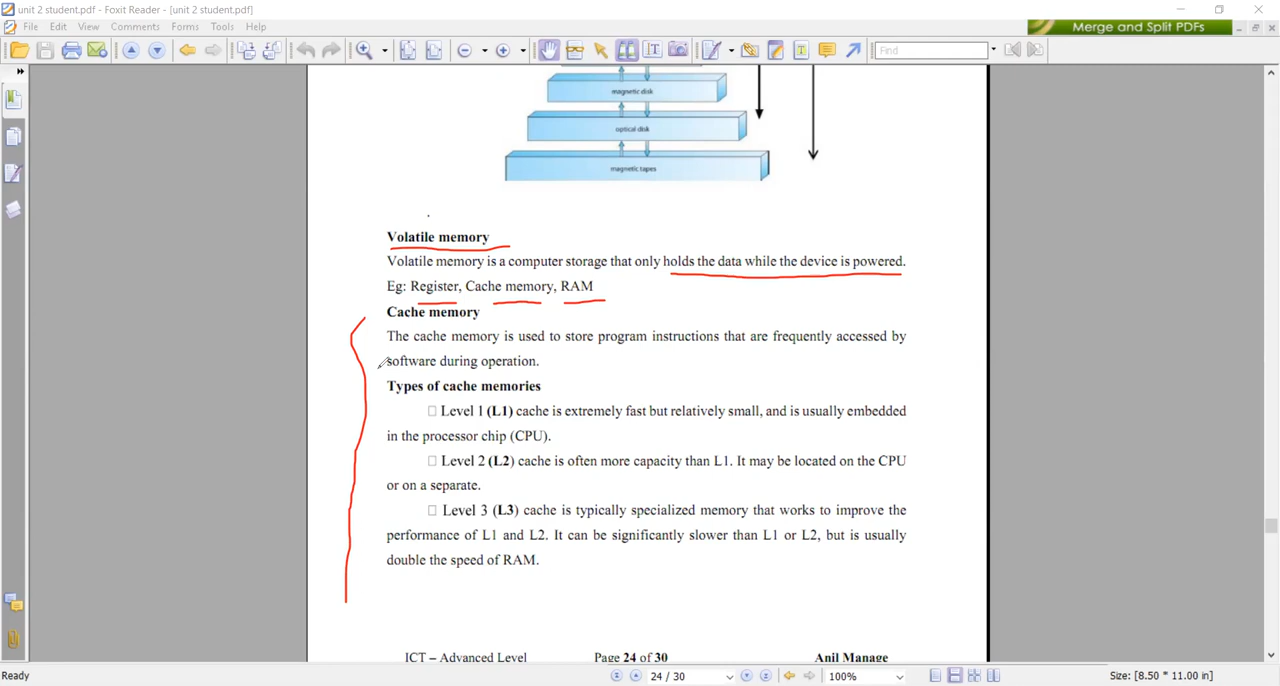 unit 2 student.pdf - Foxit Reader - [unit 2 student.pdf]
File Edit View Comments Forms Tools Help
Merge and Split PDFs
Find
magnetic disk
optical disk
magnetic tapes
Volatile memory
Volatile memory is a computer storage that only holds the data while the device is powered.
Eg: Register, Cache memory, RAM
Cache memory
The cache memory is used to store program instructions that are frequently accessed by
software during operation.
Types of cache memories
Level 1 (L1) cache is extremely fast but relatively small, and is usually embedded
in the processor chip (CPU).
Level 2 (L2) cache is often more capacity than L1. It may be located on the CPU
or on a separate.
Level 3 (L3) cache is typically specialized memory that works to improve the
performance of L1 and L2. It can be significantly slower than L1 or L2, but is usually
double the speed of RAM.
ICT – Advanced Level Page 24 of 30 Anil Manage
Ready 24 / 30 100% Size: [8.50 * 11.00 in]